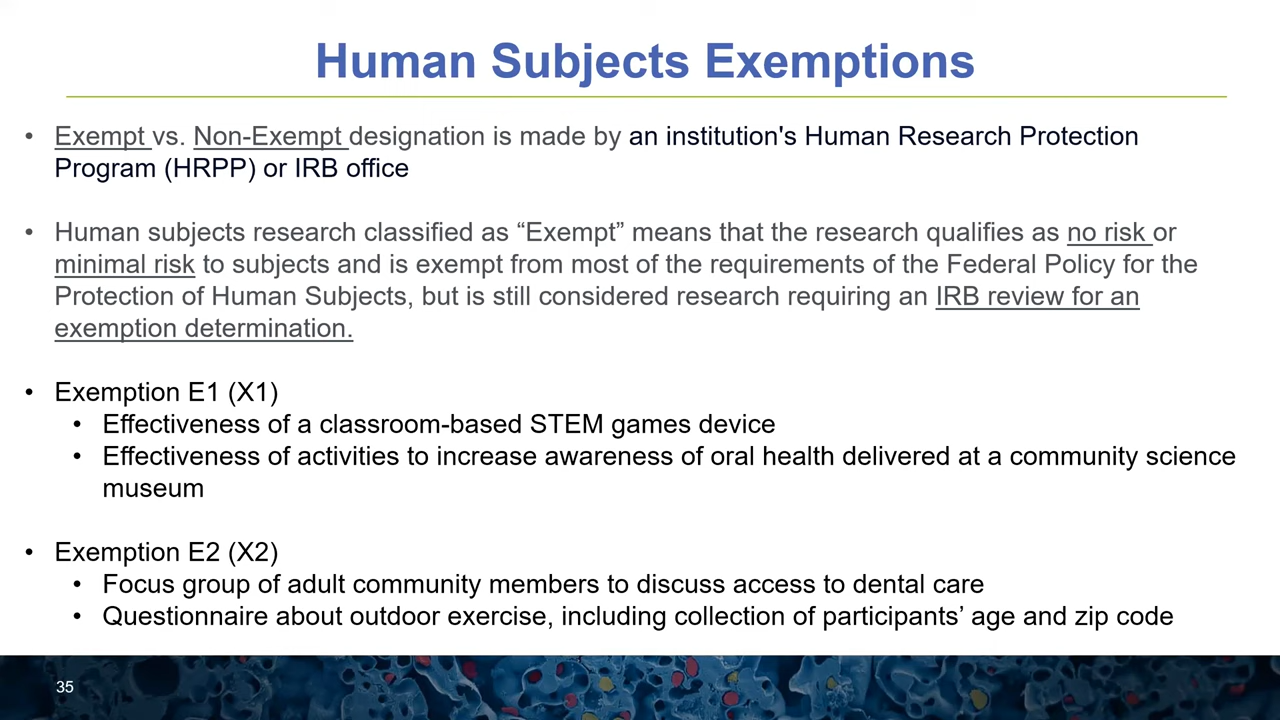 Human Subjects Exemptions
• Exempt vs. Non-Exempt designation is made by an institution's Human Research Protection
Program (HRPP) or IRB office
• Human subjects research classified as “Exempt” means that the research qualifies as no risk or
minimal risk to subjects and is exempt from most of the requirements of the Federal Policy for the
Protection of Human Subjects, but is still considered research requiring an IRB review for an
exemption determination.
• Exemption E1 (X1)
• Effectiveness of a classroom-based STEM games device
• Effectiveness of activities to increase awareness of oral health delivered at a community science
museum
• Exemption E2 (X2)
• Focus group of adult community members to discuss access to dental care
• Questionnaire about outdoor exercise, including collection of participants’ age and zip code
35